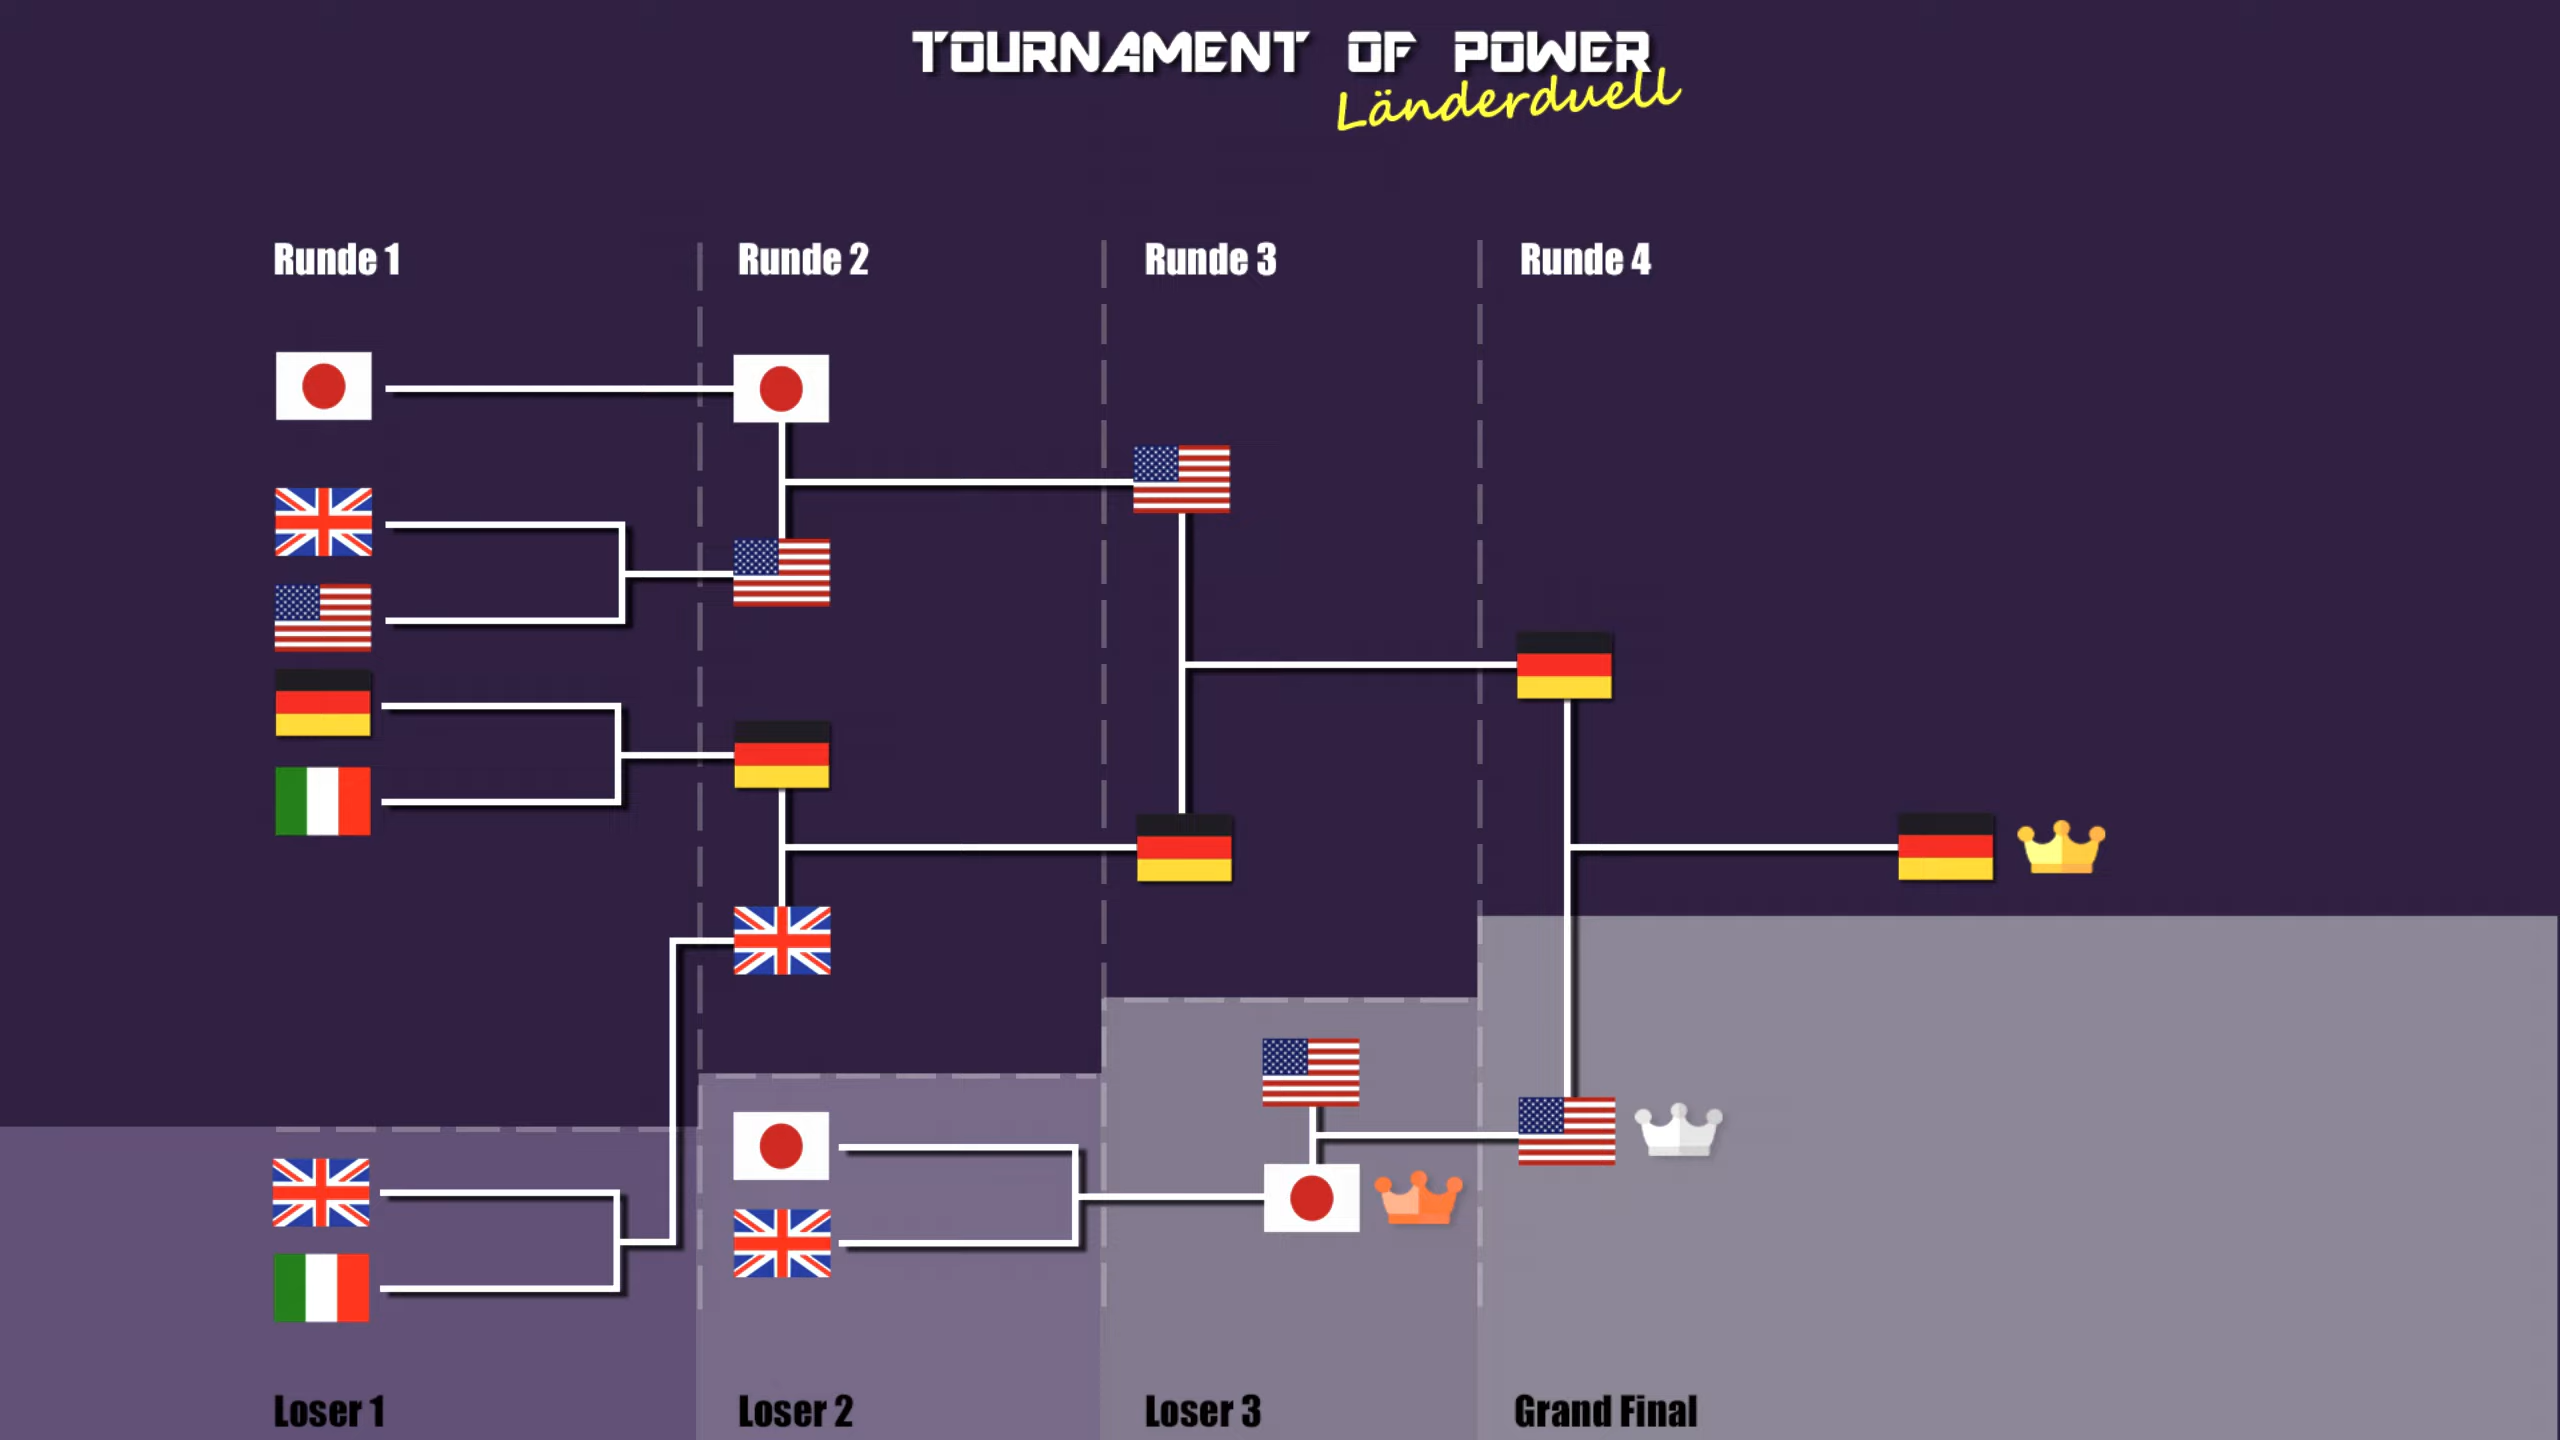 TOURNAMENT OF POWER
Länderduell
Runde 1
Runde 2
Runde 3
Runde 4
Loser 1
Loser 2
Loser 3
Grand Final